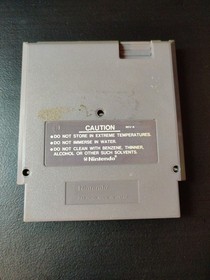 CAUTION
●DO NOT STORE IN EXTREME TEMPERATURES.
●DO NOT IMMERSE IN WATER.
●DO NOT CLEAN WITH BENZENE, THINNER,
ALCOHOL OR OTHER SUCH SOLVENTS.
Nintendo